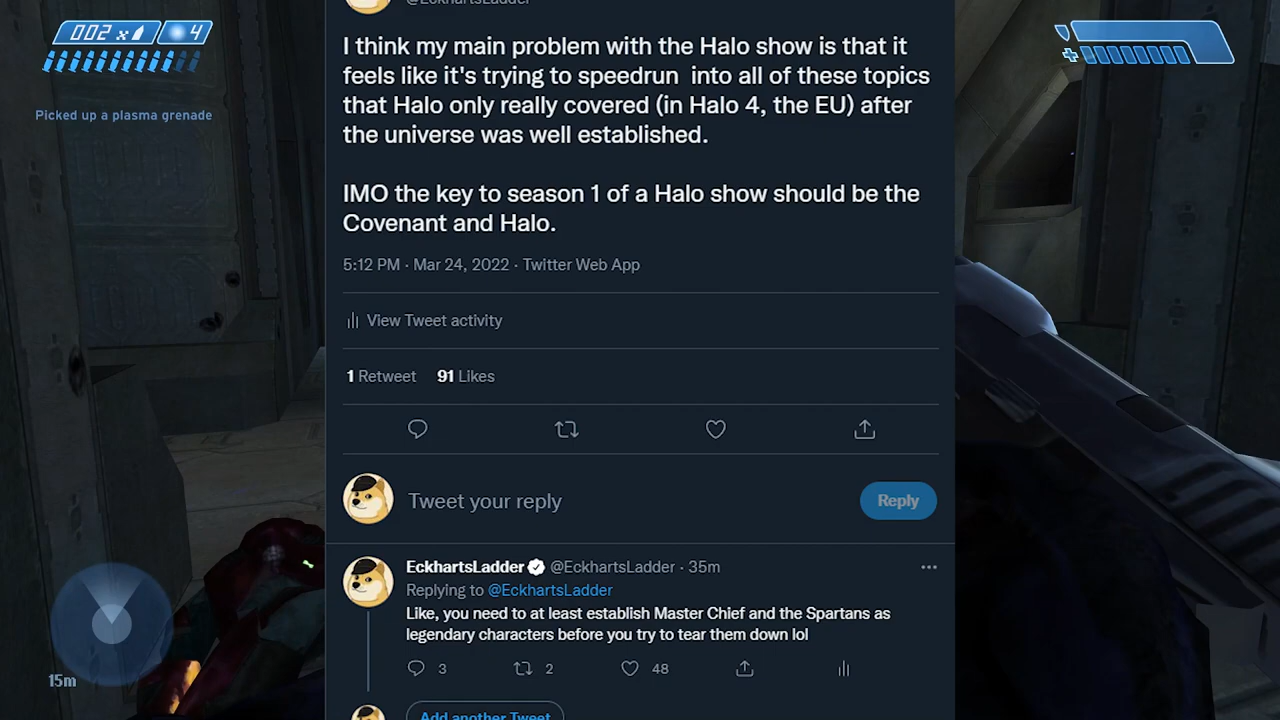 002 x 4
Picked up a plasma grenade
@EckhartsLadder
I think my main problem with the Halo show is that it
feels like it's trying to speedrun into all of these topics
that Halo only really covered (in Halo 4, the EU) after
the universe was well established.
IMO the key to season 1 of a Halo show should be the
Covenant and Halo.
5:12 PM · Mar 24, 2022 · Twitter Web App
View Tweet activity
1 Retweet 91 Likes
Tweet your reply
Reply
EckhartsLadder @EckhartsLadder · 35m
Replying to @EckhartsLadder
Like, you need to at least establish Master Chief and the Spartans as
legendary characters before you try to tear them down lol
3 2 48
Add another Tweet
15m